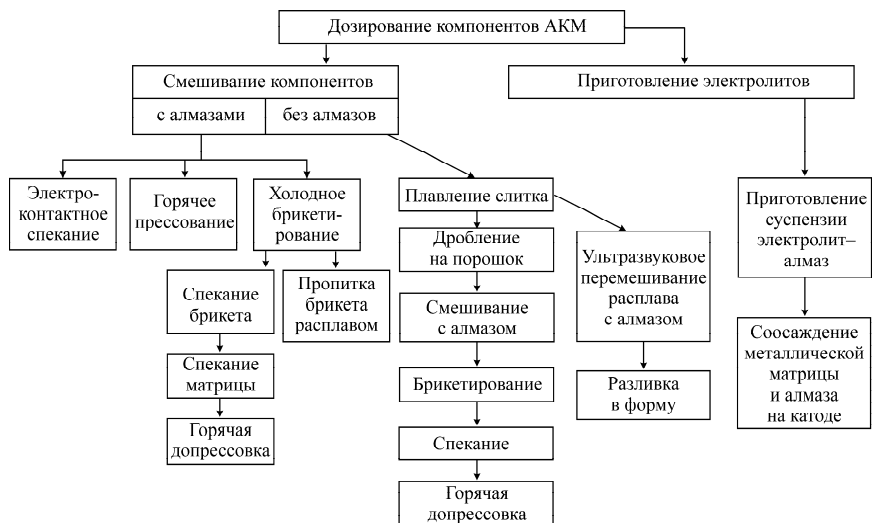 Дозирование компонентов АКМ
Смешивание компонентов
с алмазами
без алмазов
Приготовление электролитов
Электро-
контактное
спекание
Горячее
прессование
Холодное
брикети-
рование
Спекание
брикета
Пропитка
брикета
расплавом
Спекание
матрицы
Горячая
допрессовка
Плавление слитка
Дробление
на порошок
Смешивание
с алмазом
Брикетирование
Спекание
Горячая
допрессовка
Ультразвуковое
перемешивание
расплава
с алмазом
Разливка
в форму
Приготовление
суспензии
электролит–
алмаз
Соосаждение
металлической
матрицы
и алмаза
на катоде